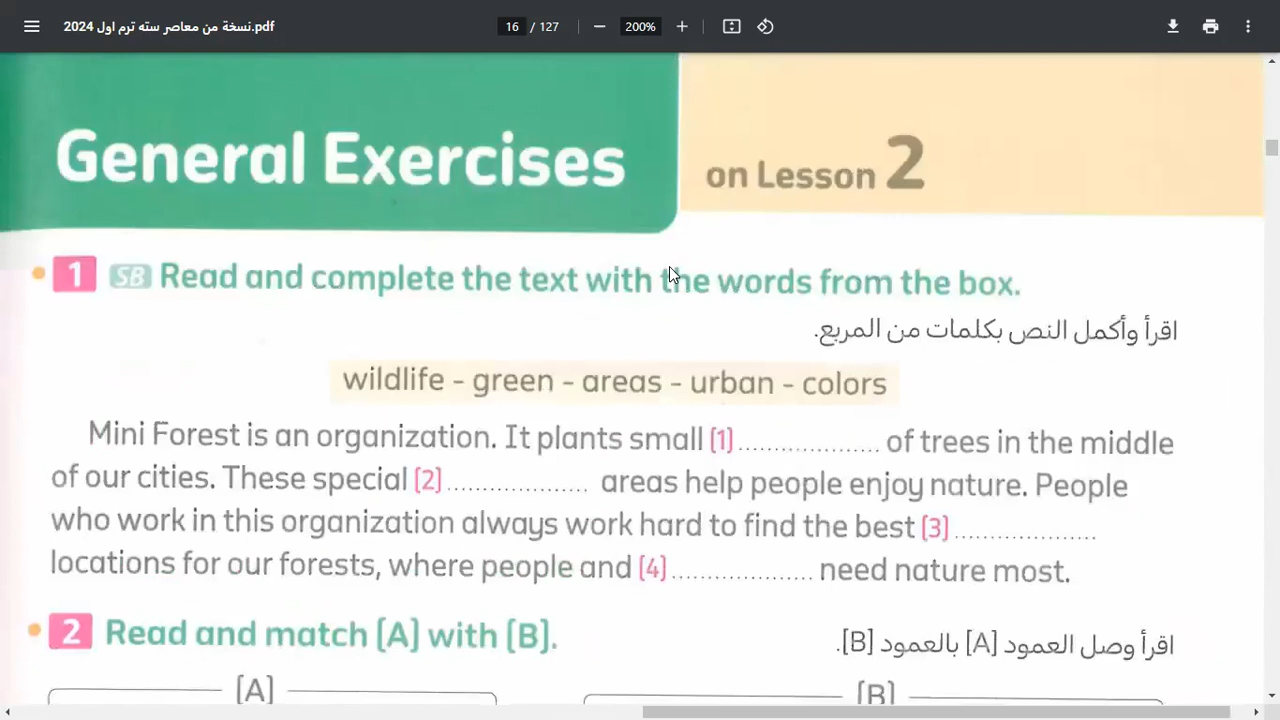 نسخة من معاصر سته ترم اول 2024.pdf
16 / 127
200%
General Exercises
on Lesson 2
1 SB Read and complete the text with the words from the box.
اقرأ وأكمل النص بكلمات من المربع.
wildlife - green - areas - urban - colors
Mini Forest is an organization. It plants small [1] .................... of trees in the middle
of our cities. These special [2] .................... areas help people enjoy nature. People
who work in this organization always work hard to find the best [3] ....................
locations for our forests, where people and [4] .................... need nature most.
2 Read and match [A] with [B].
اقرأ وصل العمود [A] بالعمود [B].
[A] [B]